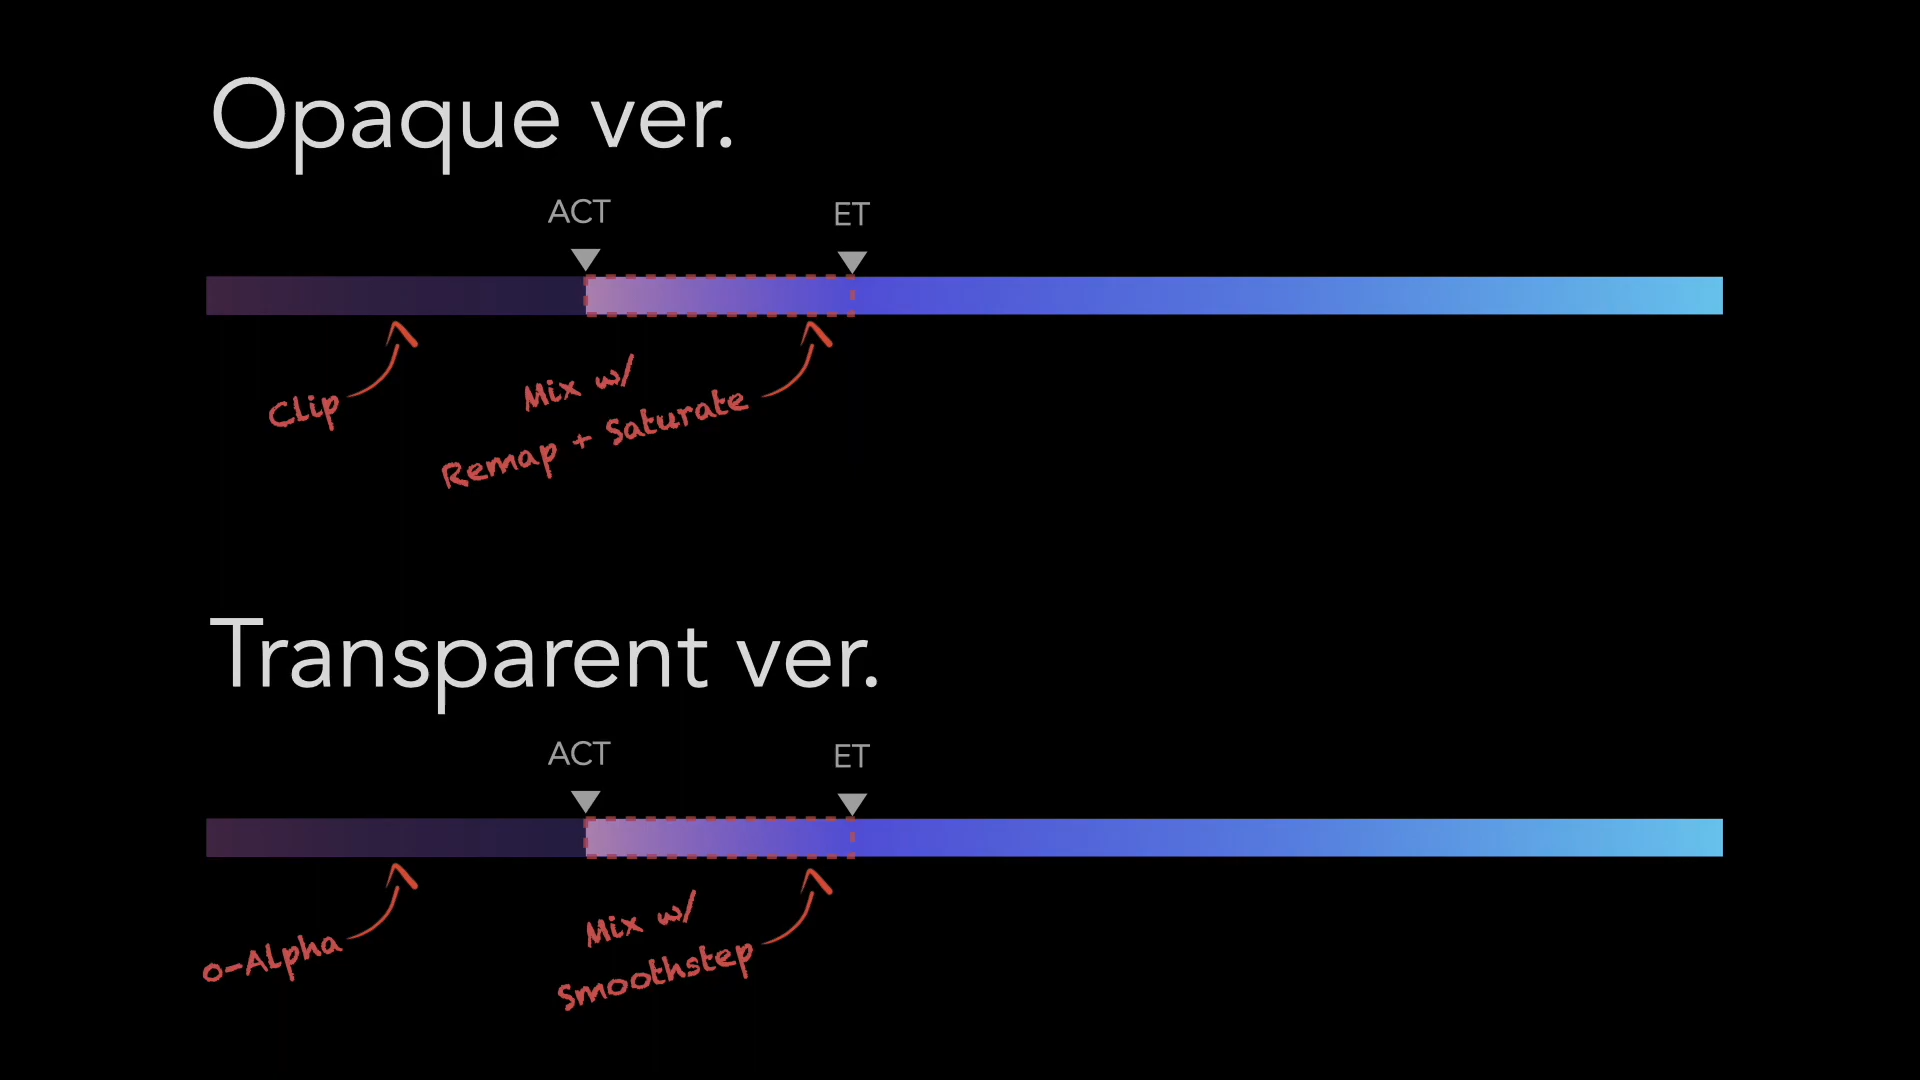 Opaque ver.
ACT
ET
Clip
Mix w/
Remap + Saturate
Transparent ver.
ACT
ET
0-Alpha
Mix w/
Smoothstep